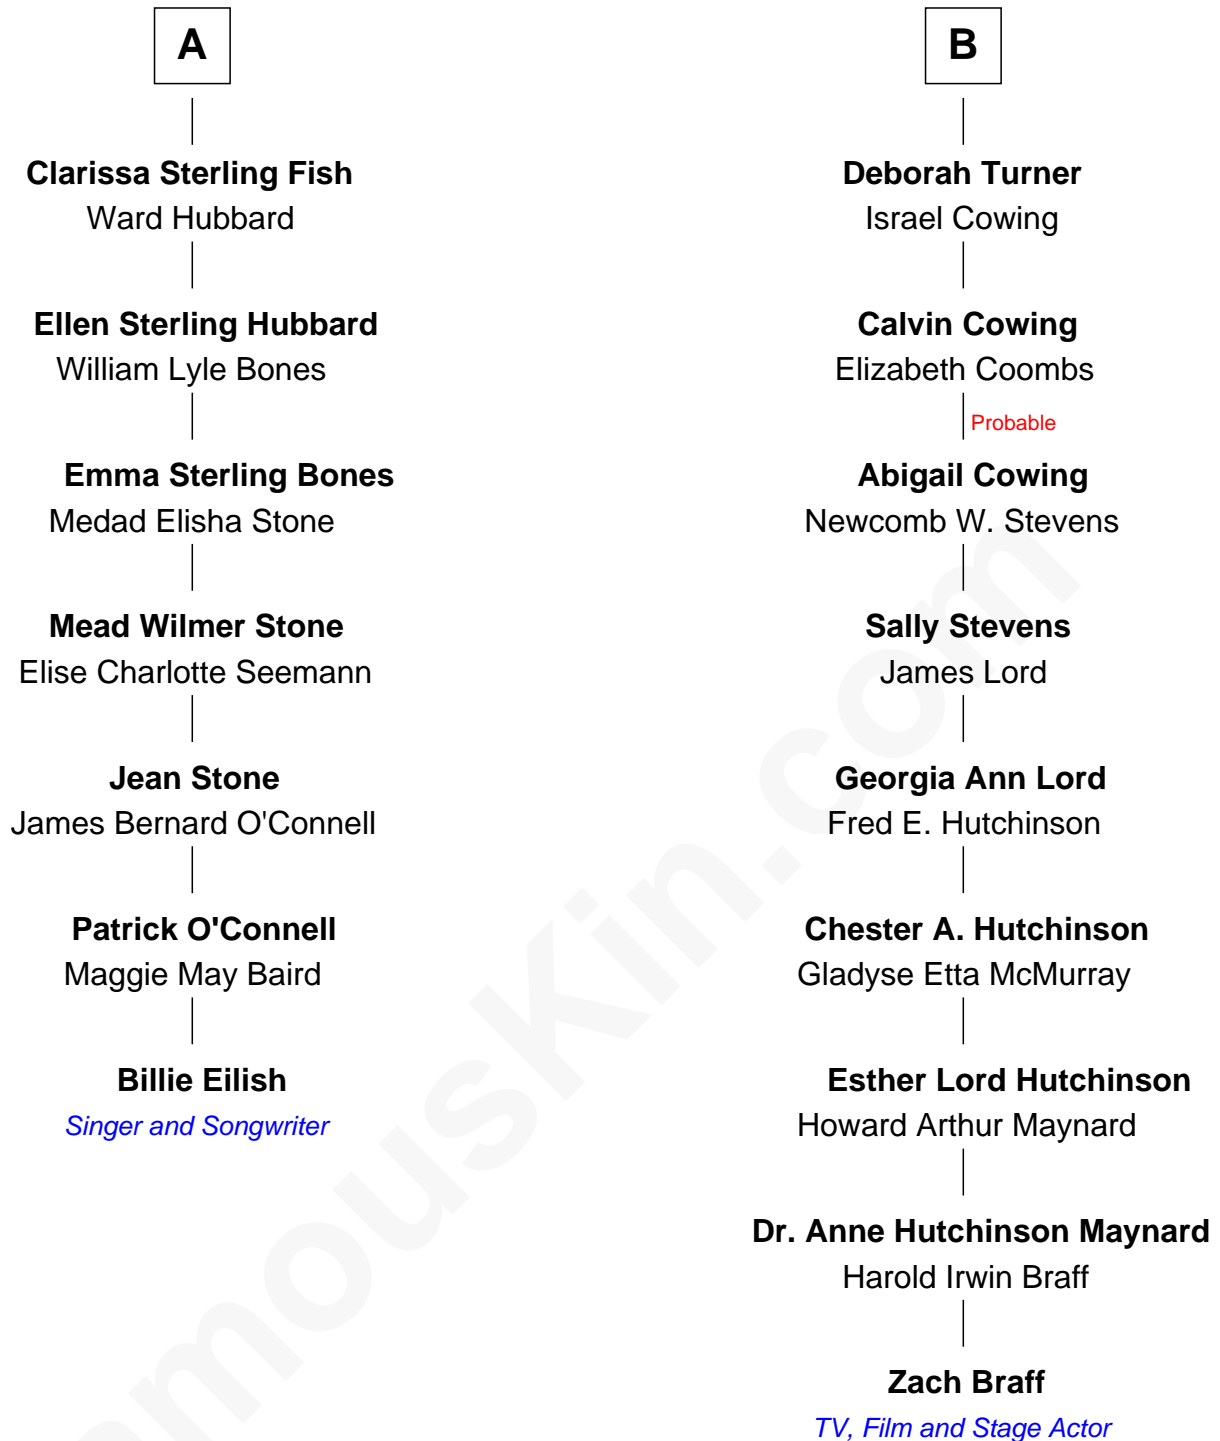 A
Clarissa Sterling Fish
Ward Hubbard
Ellen Sterling Hubbard
William Lyle Bones
Emma Sterling Bones
Medad Elisha Stone
Mead Wilmer Stone
Elise Charlotte Seemann
Jean Stone
James Bernard O'Connell
Patrick O'Connell
Maggie May Baird
Billie Eilish
Singer and Songwriter
B
Deborah Turner
Israel Cowing
Calvin Cowing
Elizabeth Coombs
Probable
Abigail Cowing
Newcomb W. Stevens
Sally Stevens
James Lord
Georgia Ann Lord
Fred E. Hutchinson
Chester A. Hutchinson
Gladyse Etta McMurray
Esther Lord Hutchinson
Howard Arthur Maynard
Dr. Anne Hutchinson Maynard
Harold Irwin Braff
Zach Braff
TV, Film and Stage Actor
amouskin.com